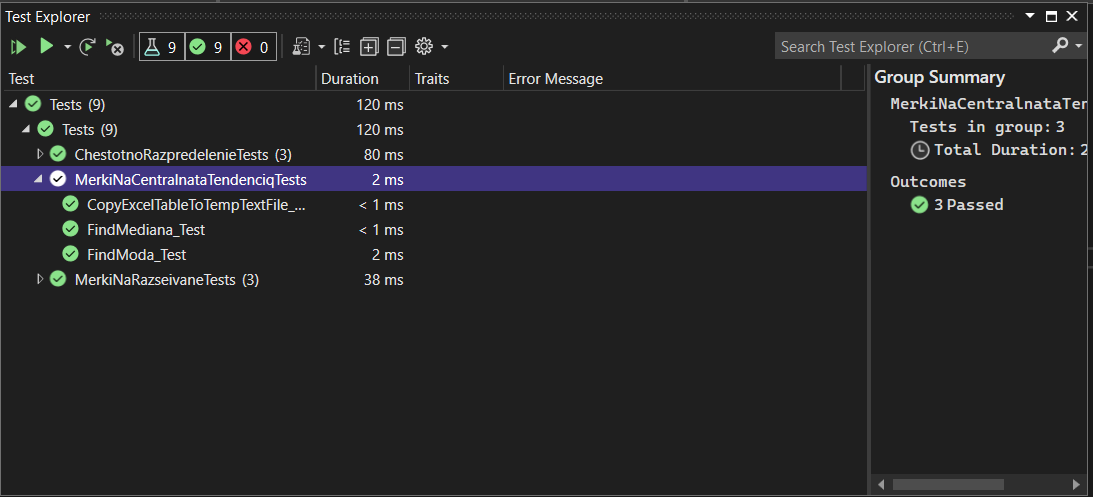 Test Explorer
9 9 0
Search Test Explorer (Ctrl+E)
Test Duration Traits Error Message
Tests (9) 120 ms
Tests (9) 120 ms
ChestotnoRazpredelenieTests (3) 80 ms
MerkiNaCentralnataTendenciqTests 2 ms
CopyExcelTableToTempTextFile_... < 1 ms
FindMediana_Test < 1 ms
FindModa_Test 2 ms
MerkiNaRazseivaneTests (3) 38 ms
Group Summary
MerkiNaCentralnataTen
Tests in group: 3
Total Duration: 2
Outcomes
3 Passed